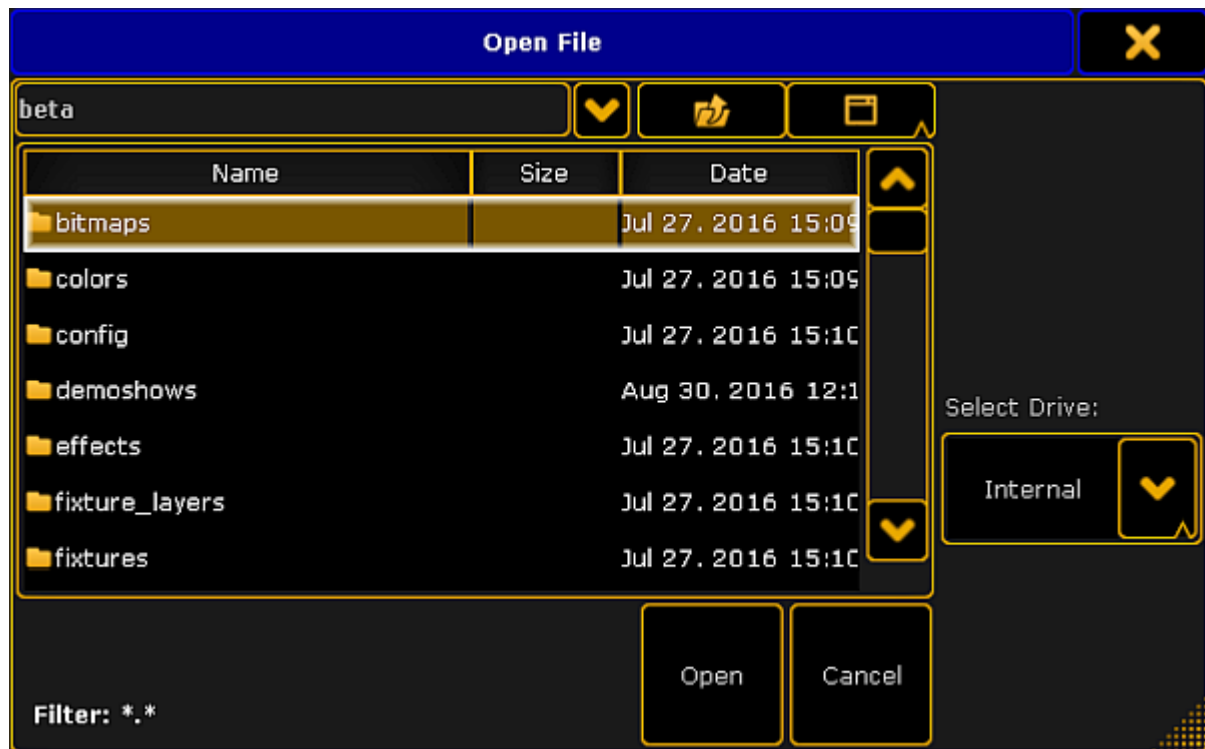 Open File
beta
Name Size Date
bitmaps Jul 27. 2016 15:09
colors Jul 27. 2016 15:09
config Jul 27. 2016 15:10
demoshows Aug 30. 2016 12:1
effects Jul 27. 2016 15:10
fixture_layers Jul 27. 2016 15:10
fixtures Jul 27. 2016 15:10
Select Drive:
Internal
Open Cancel
Filter: *.*